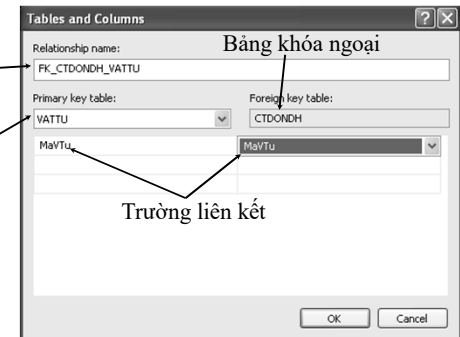 Tables and Columns
Relationship name:
Bảng khóa ngoại
FK_CTDONDH_VATTU
Primary key table:
Foreign key table:
VATTU
CTDONDH
MaVTu
MaVTu
Trường liên kết
OK
Cancel